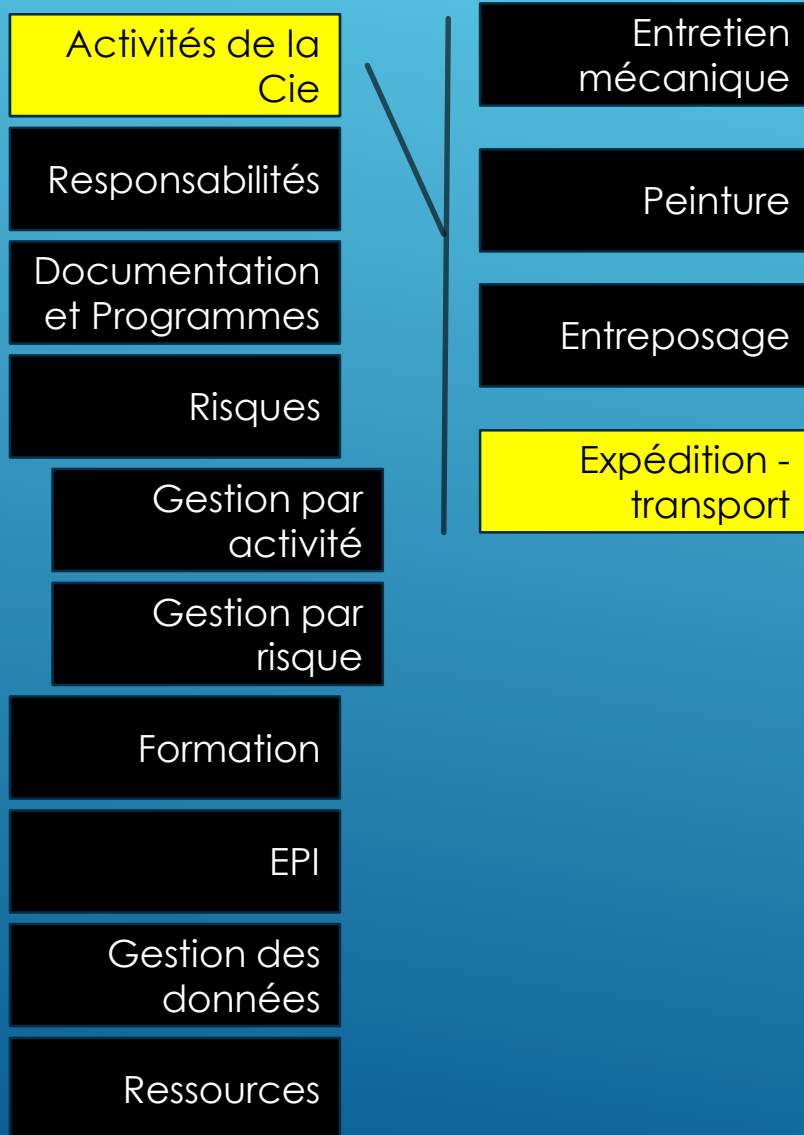 Activités de la
Cie
Responsabilités
Documentation
et Programmes
Risques
Gestion par
activité
Gestion par
risque
Formation
EPI
Gestion des
données
Ressources
Entretien
mécanique
Peinture
Entreposage
Expédition -
transport